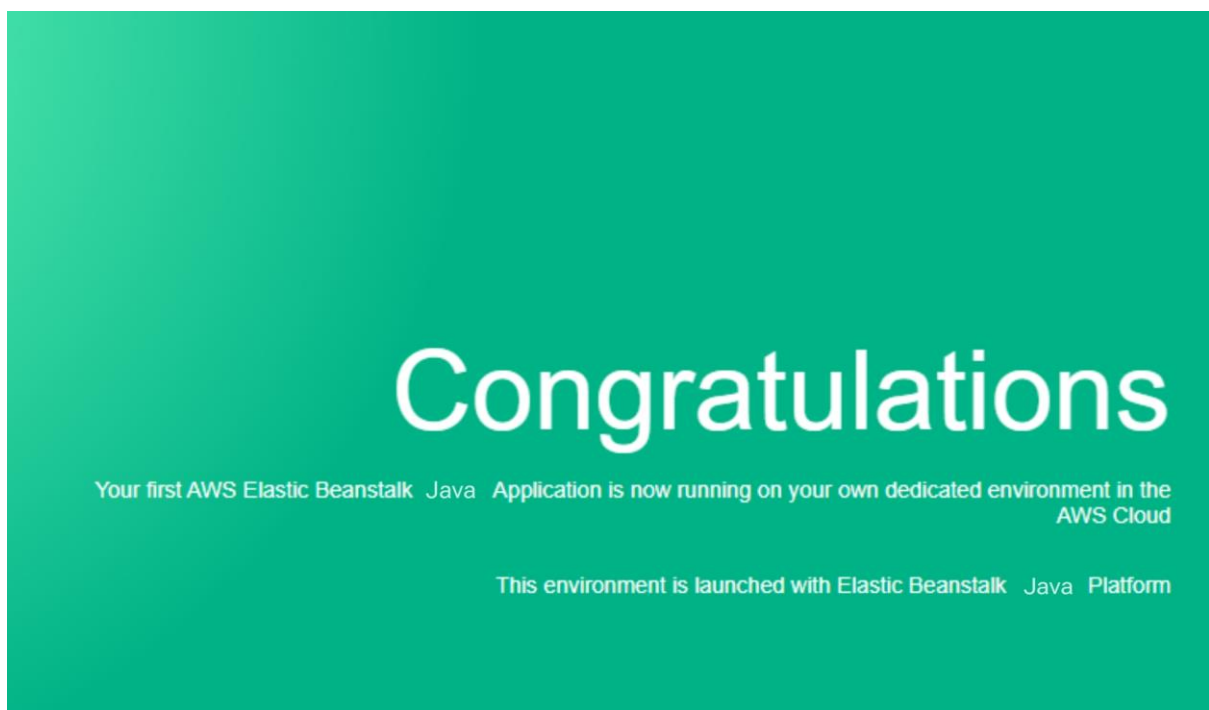 Congratulations
Your first AWS Elastic Beanstalk Java Application is now running on your own dedicated environment in the
AWS Cloud
This environment is launched with Elastic Beanstalk Java Platform